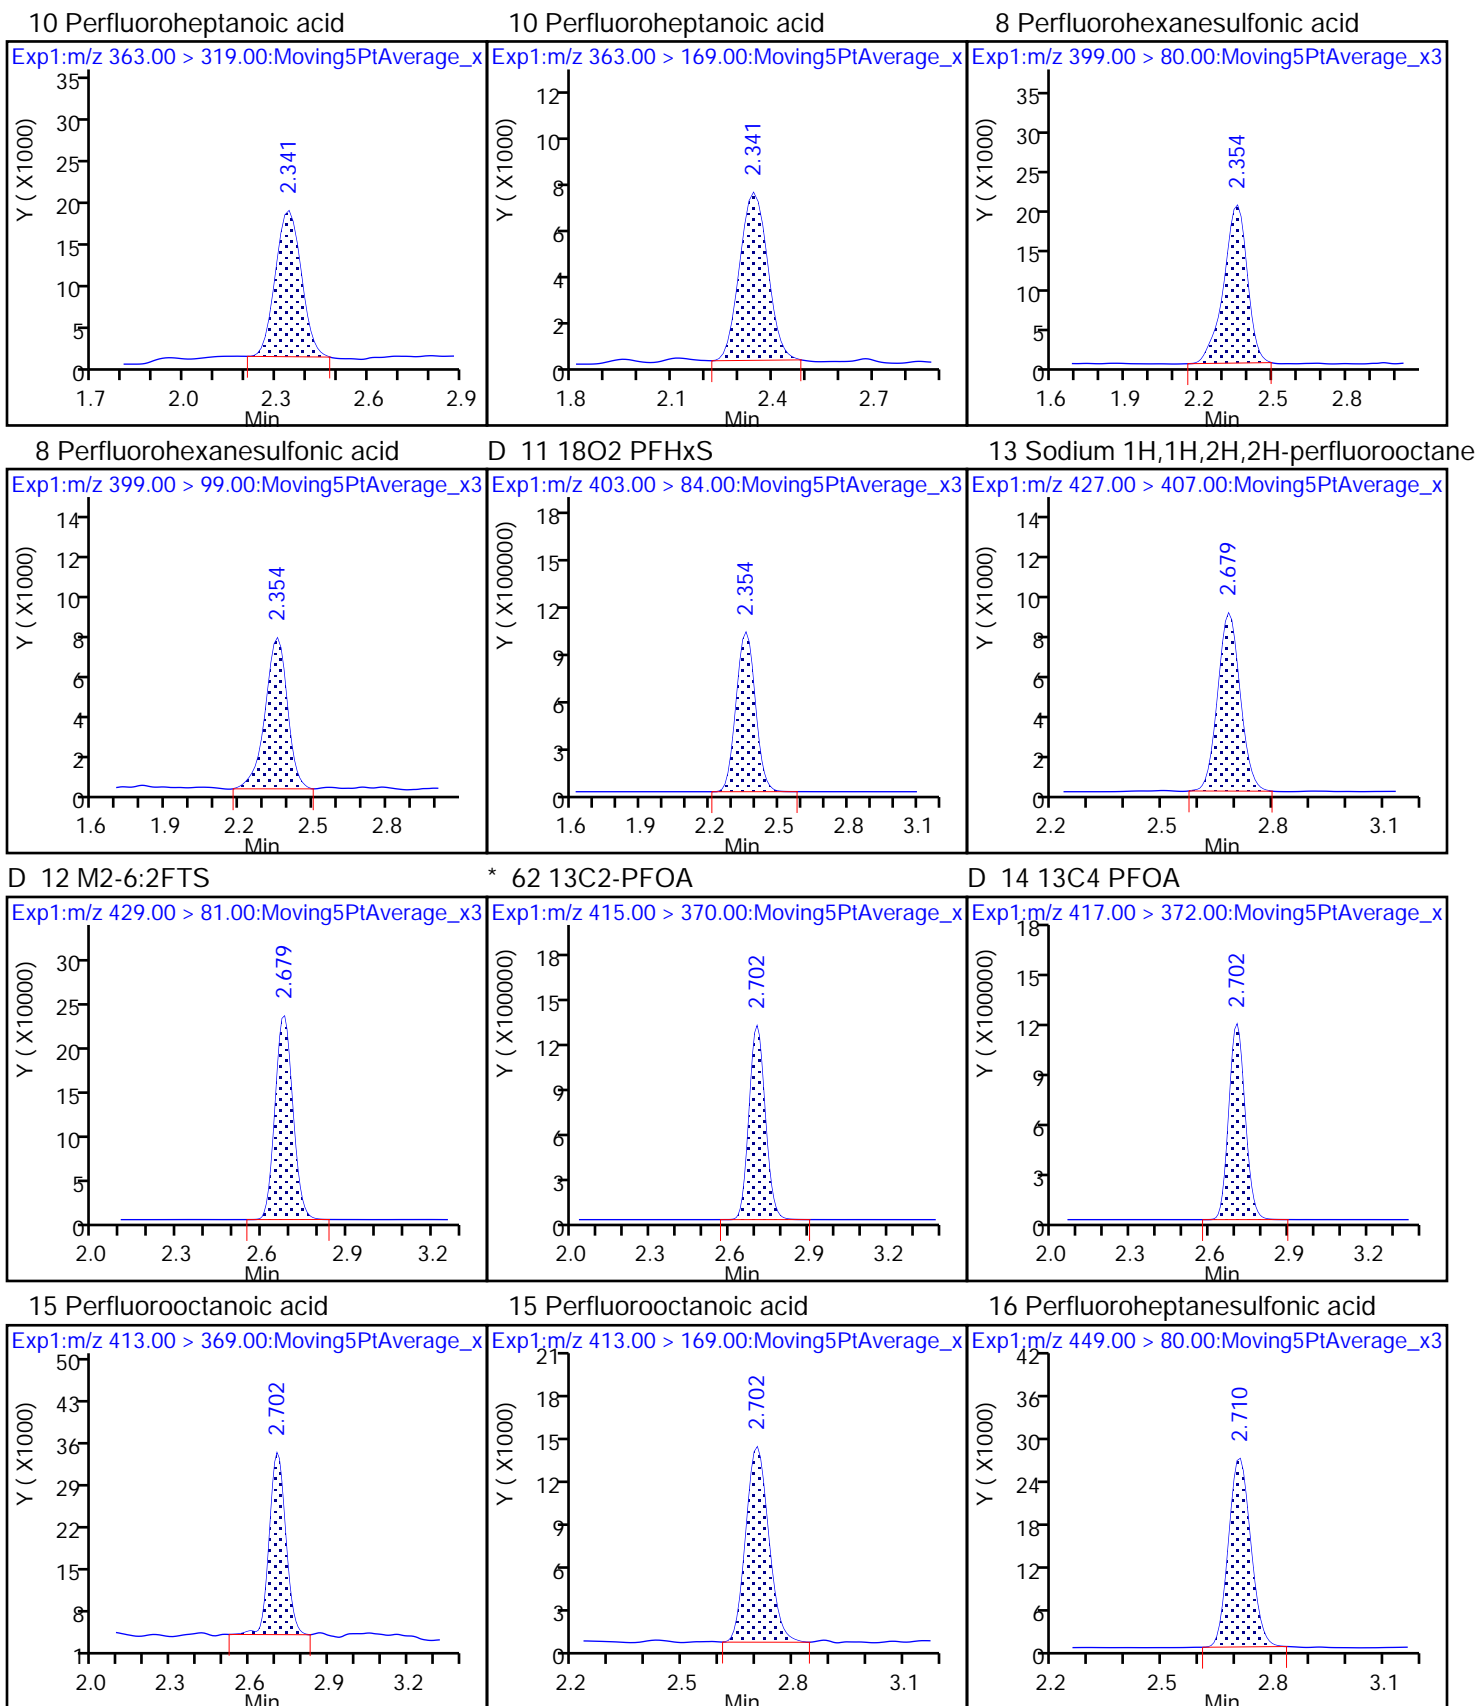 10 Perfluoroheptanoic acid
Exp1:m/z 363.00 > 319.00:Moving5PtAverage_x
Y ( X1000)
35
30
25
20
15
10
5
0
2.341
1.7 2.0 2.3 2.6 2.9
Min
10 Perfluoroheptanoic acid
Exp1:m/z 363.00 > 169.00:Moving5PtAverage_x
Y ( X1000)
12
10
8
6
4
2
0
2.341
1.8 2.1 2.4 2.7
Min
8 Perfluorohexanesulfonic acid
Exp1:m/z 399.00 > 80.00:Moving5PtAverage_x3
Y ( X1000)
35
30
25
20
15
10
5
0
2.354
1.6 1.9 2.2 2.5 2.8
Min
8 Perfluorohexanesulfonic acid
Exp1:m/z 399.00 > 99.00:Moving5PtAverage_x3
Y ( X1000)
14
12
10
8
6
4
2
0
2.354
1.6 1.9 2.2 2.5 2.8
Min
D 11 18O2 PFHxS
Exp1:m/z 403.00 > 84.00:Moving5PtAverage_x3
Y ( X100000)
18
15
12
9
6
3
0
2.354
1.6 1.9 2.2 2.5 2.8 3.1
Min
13 Sodium 1H,1H,2H,2H-perfluorooctane
Exp1:m/z 427.00 > 407.00:Moving5PtAverage_x
Y ( X1000)
14
12
10
8
6
4
2
0
2.679
2.2 2.5 2.8 3.1
Min
D 12 M2-6:2FTS
Exp1:m/z 429.00 > 81.00:Moving5PtAverage_x3
Y ( X10000)
30
25
20
15
10
5
0
2.679
2.0 2.3 2.6 2.9 3.2
Min
* 62 13C2-PFOA
Exp1:m/z 415.00 > 370.00:Moving5PtAverage_x
Y ( X100000)
18
15
12
9
6
3
0
2.702
2.0 2.3 2.6 2.9 3.2
Min
D 14 13C4 PFOA
Exp1:m/z 417.00 > 372.00:Moving5PtAverage_x
Y ( X100000)
18
15
12
9
6
3
0
2.702
2.0 2.3 2.6 2.9 3.2
Min
15 Perfluorooctanoic acid
Exp1:m/z 413.00 > 369.00:Moving5PtAverage_x
Y ( X1000)
50
43
36
29
22
15
8
1
2.702
2.0 2.3 2.6 2.9 3.2
Min
15 Perfluorooctanoic acid
Exp1:m/z 413.00 > 169.00:Moving5PtAverage_x
Y ( X1000)
21
18
15
12
9
6
3
0
2.702
2.2 2.5 2.8 3.1
Min
16 Perfluoroheptanesulfonic acid
Exp1:m/z 449.00 > 80.00:Moving5PtAverage_x3
Y ( X1000)
42
36
30
24
18
12
6
0
2.710
2.2 2.5 2.8 3.1
Min